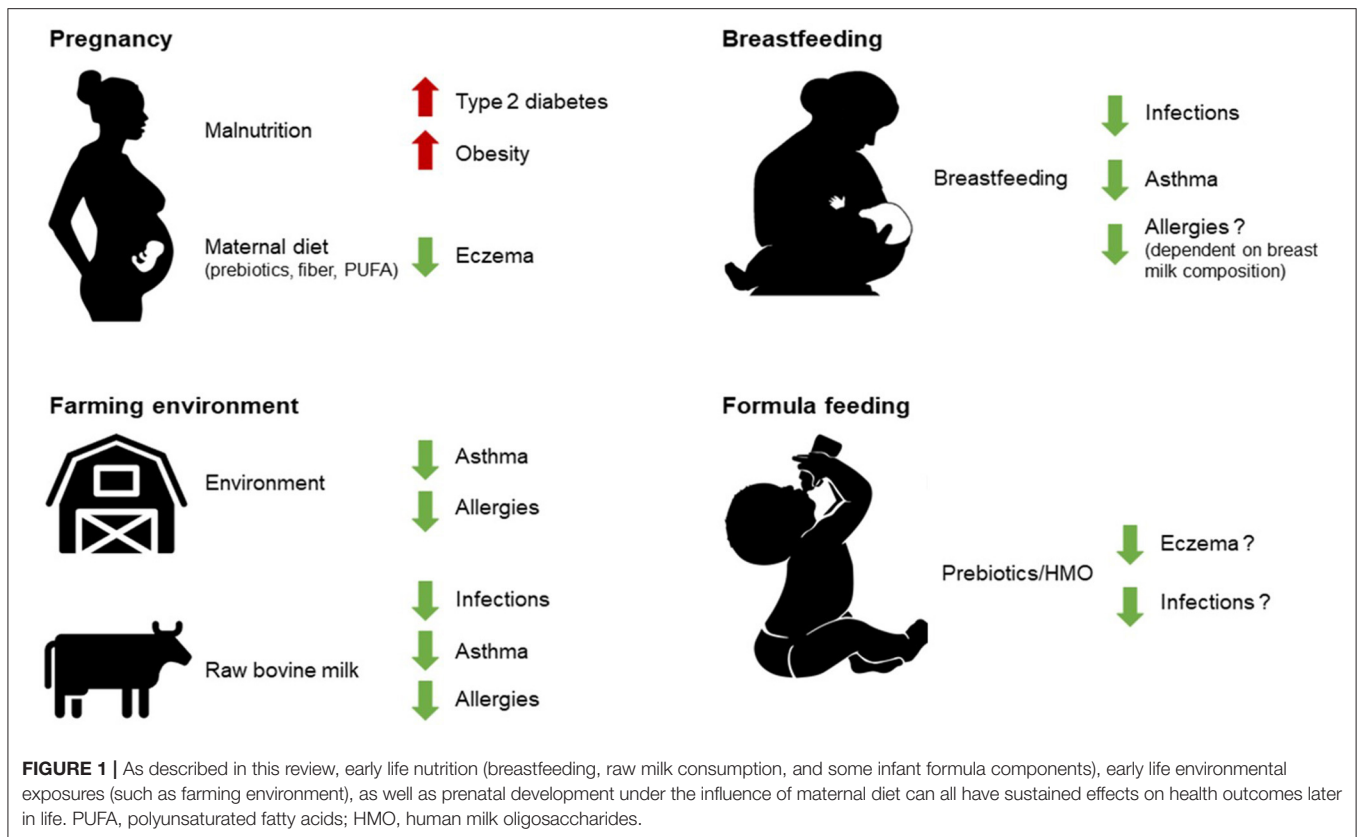 Pregnancy
Malnutrition
Type 2 diabetes
Obesity
Maternal diet
(prebiotics, fiber, PUFA)
Eczema
Breastfeeding
Breastfeeding
Infections
Asthma
Allergies ?
(dependent on breast
milk composition)
Farming environment
Environment
Asthma
Allergies
Raw bovine milk
Infections
Asthma
Allergies
Formula feeding
Prebiotics/HMO
Eczema ?
Infections ?
FIGURE 1 | As described in this review, early life nutrition (breastfeeding, raw milk consumption, and some infant formula components), early life environmental
exposures (such as farming environment), as well as prenatal development under the influence of maternal diet can all have sustained effects on health outcomes later
in life. PUFA, polyunsaturated fatty acids; HMO, human milk oligosaccharides.